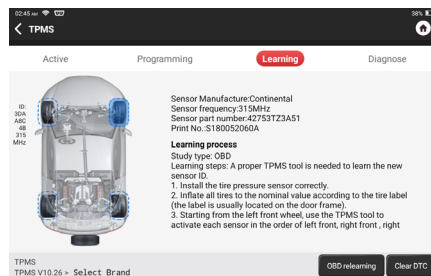 02:45 AM
38%
TPMS
Active Programming Learning Diagnose
ID:
3DA
A8C
4B
315
MHz
Sensor Manufacture:Continental
Sensor frequency:315MHz
Sensor part number:42753TZ3A51
Print No.:S180052060A
Learning process
Study type: OBD
Learning steps: A proper TPMS tool is needed to learn the new
sensor ID.
1. Install the tire pressure sensor correctly.
2. Inflate all tires to the nominal value according to the tire label
(the label is usually located on the door frame).
3. Starting from the left front wheel, use the TPMS tool to
activate each sensor in the order of left front, right front , right
TPMS
TPMS V10.26 > Select Brand
OBD relearning Clear DTC